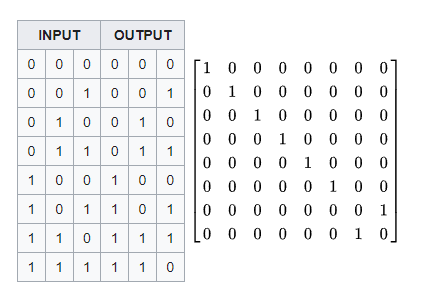 INPUT OUTPUT
0 0 0 0 0 0
0 0 1 0 0 1
0 1 0 0 1 0
0 1 1 0 1 1
1 0 0 1 0 0
1 0 1 1 0 1
1 1 0 1 1 1
1 1 1 1 1 0
1 0 0 0 0 0 0 0
0 1 0 0 0 0 0 0
0 0 1 0 0 0 0 0
0 0 0 1 0 0 0 0
0 0 0 0 1 0 0 0
0 0 0 0 0 1 0 0
0 0 0 0 0 0 0 1
0 0 0 0 0 0 1 0